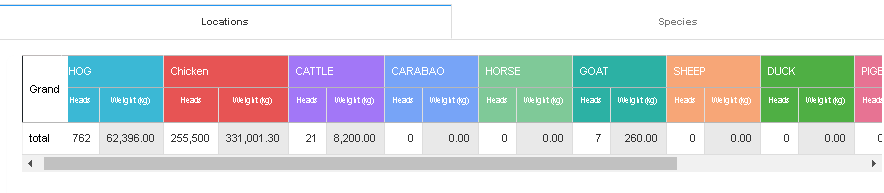 Locations Species
HOG Chicken CATTLE CARABAO HORSE GOAT SHEEP DUCK PIGE
Grand
Heads Weight (kg) Heads Weight (kg) Heads Weight (kg) Heads Weight (kg) Heads Weight (kg) Heads Weight (kg) Heads Weight (kg) Heads Weight (kg) Heads
total 762 62,396.00 255,500 331,001.30 21 8,200.00 0 0.00 0 0.00 7 260.00 0 0.00 0 0.00 0